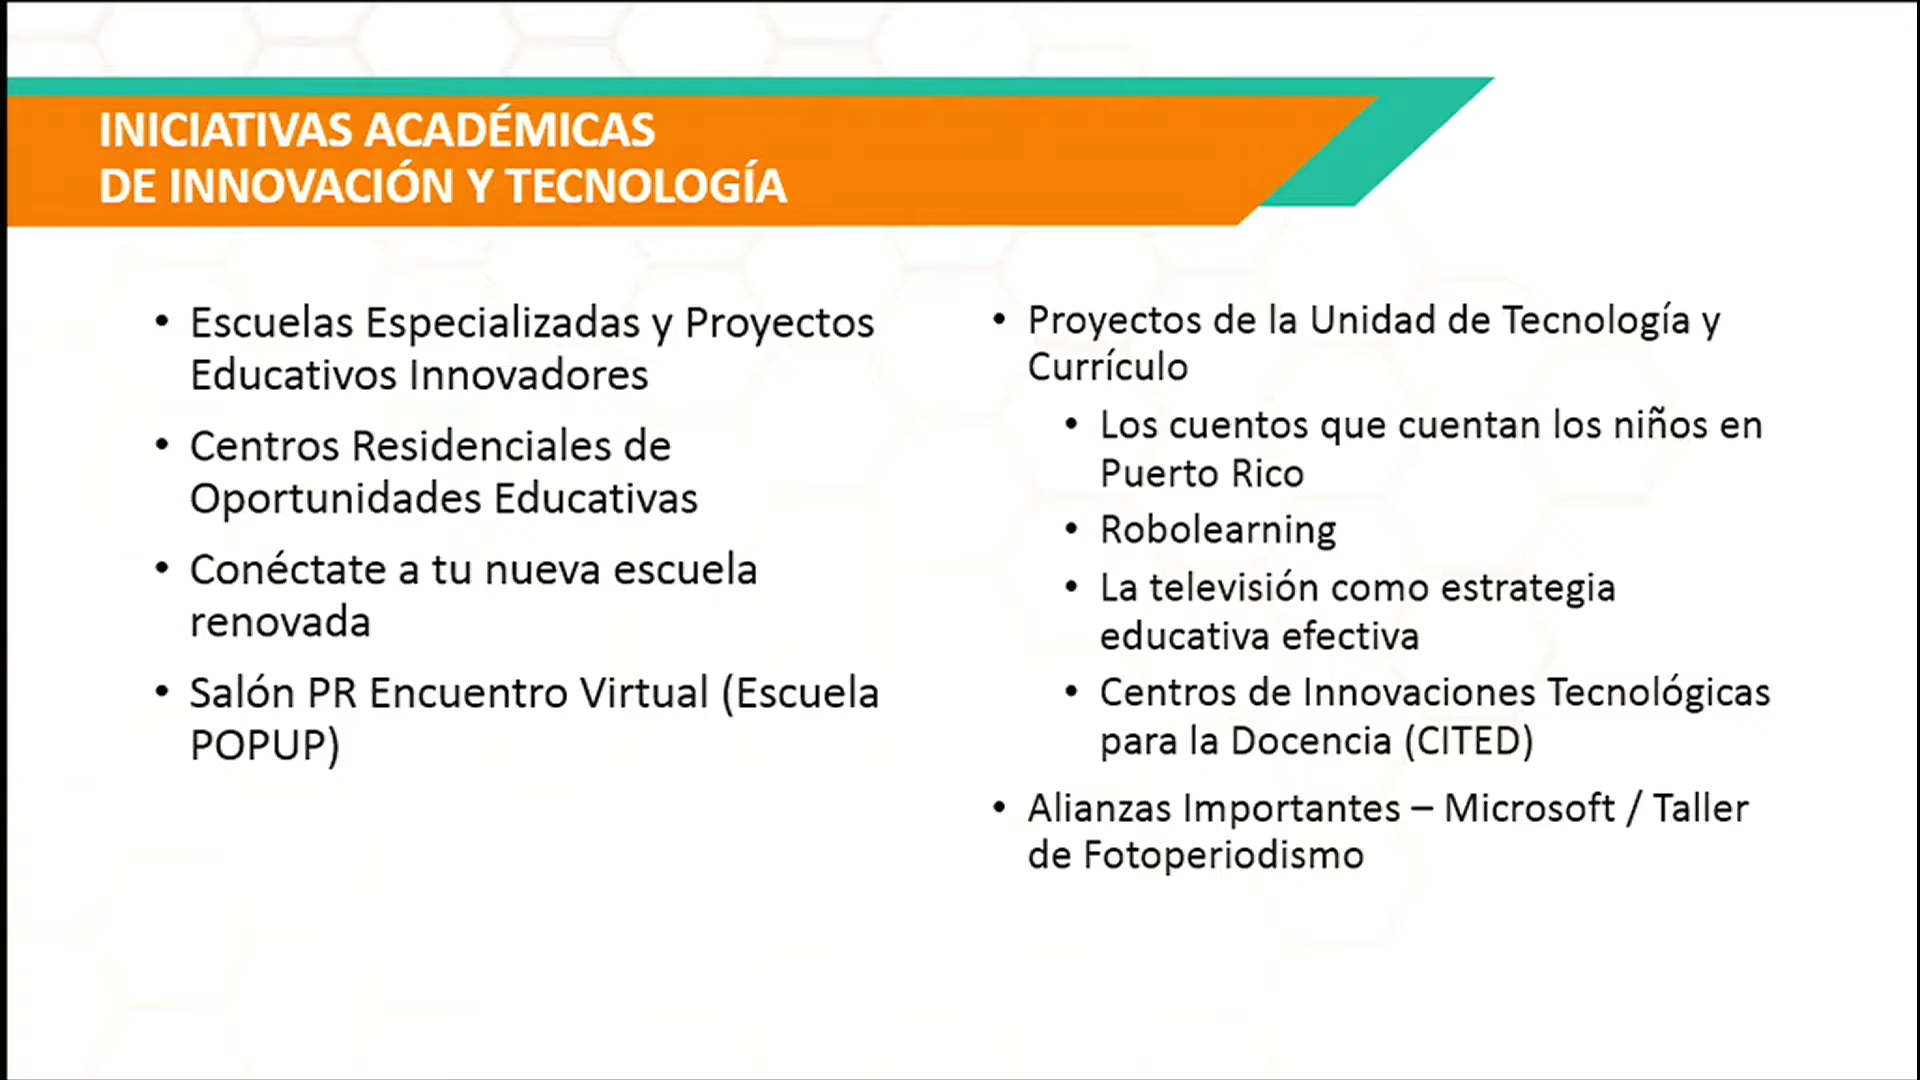 INICIATIVAS ACADÉMICAS
DE INNOVACIÓN Y TECNOLOGÍA
• Escuelas Especializadas y Proyectos
Educativos Innovadores
• Centros Residenciales de
Oportunidades Educativas
• Conéctate a tu nueva escuela
renovada
• Salón PR Encuentro Virtual (Escuela
POPUP)
• Proyectos de la Unidad de Tecnología y
Currículo
• Los cuentos que cuentan los niños en
Puerto Rico
• Robolearning
• La televisión como estrategia
educativa efectiva
• Centros de Innovaciones Tecnológicas
para la Docencia (CITED)
• Alianzas Importantes – Microsoft / Taller
de Fotoperiodismo